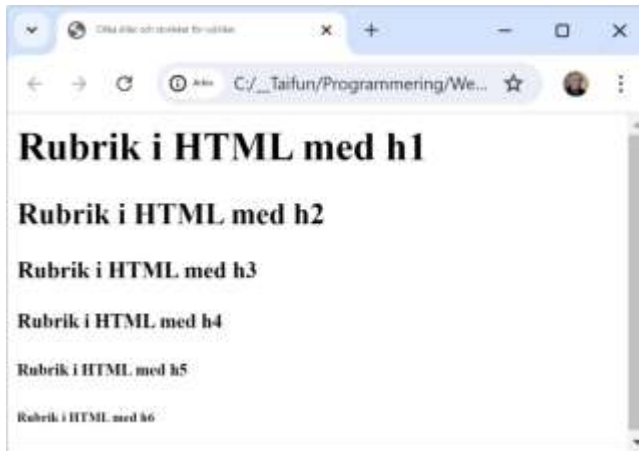 C:/__Taifun/Programmering/We...
Rubrik i HTML med h1
Rubrik i HTML med h2
Rubrik i HTML med h3
Rubrik i HTML med h4
Rubrik i HTML med h5
Rubrik i HTML med h6